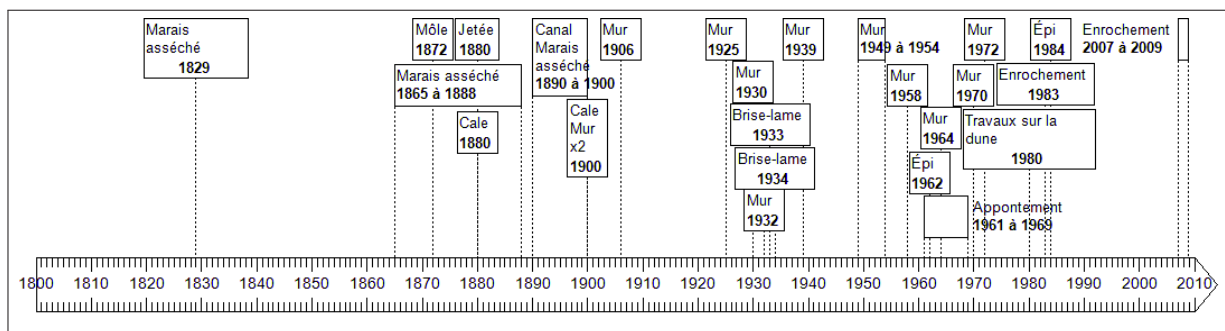 Marais
asséché
1829
Môle
1872
Jetée
1880
Marais asséché
1865 à 1888
Cale
1880
Canal
Marais
asséché
1890 à 1900
Cale
Mur
x2
1900
Mur
1906
Mur
1925
Mur
1930
Brise-lame
1933
Brise-lame
1934
Mur
1932
Mur
1939
Mur
1949 à 1954
Mur
1958
Mur
1964
Épi
1962
Appontement
1961 à 1969
Mur
1972
Mur
1970
Épi
1984
Enrochement
1983
Travaux sur la
dune
1980
Enrochement
2007 à 2009
1800 1810 1820 1830 1840 1850 1860 1870 1880 1890 1900 1910 1920 1930 1940 1950 1960 1970 1980 1990 2000 2010